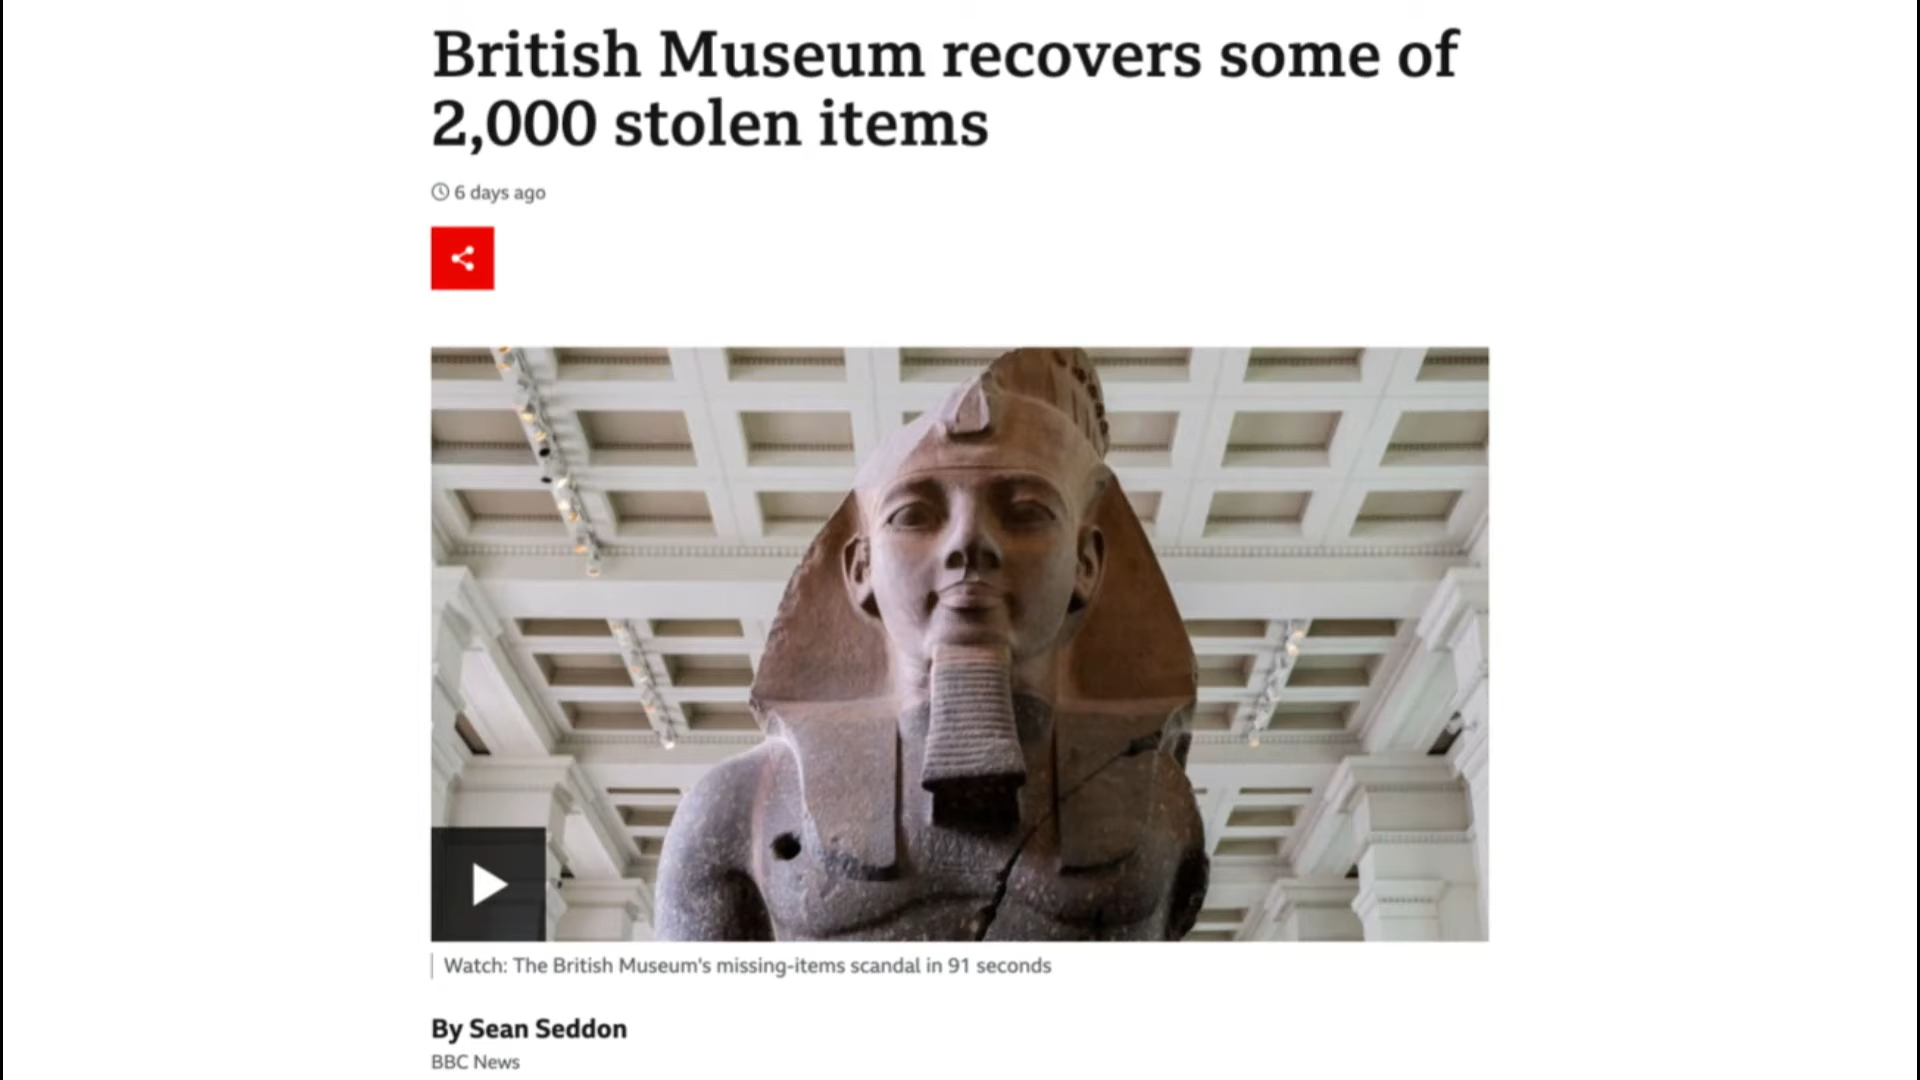 British Museum recovers some of
2,000 stolen items
6 days ago
Watch: The British Museum's missing-items scandal in 91 seconds
By Sean Seddon
BBC News